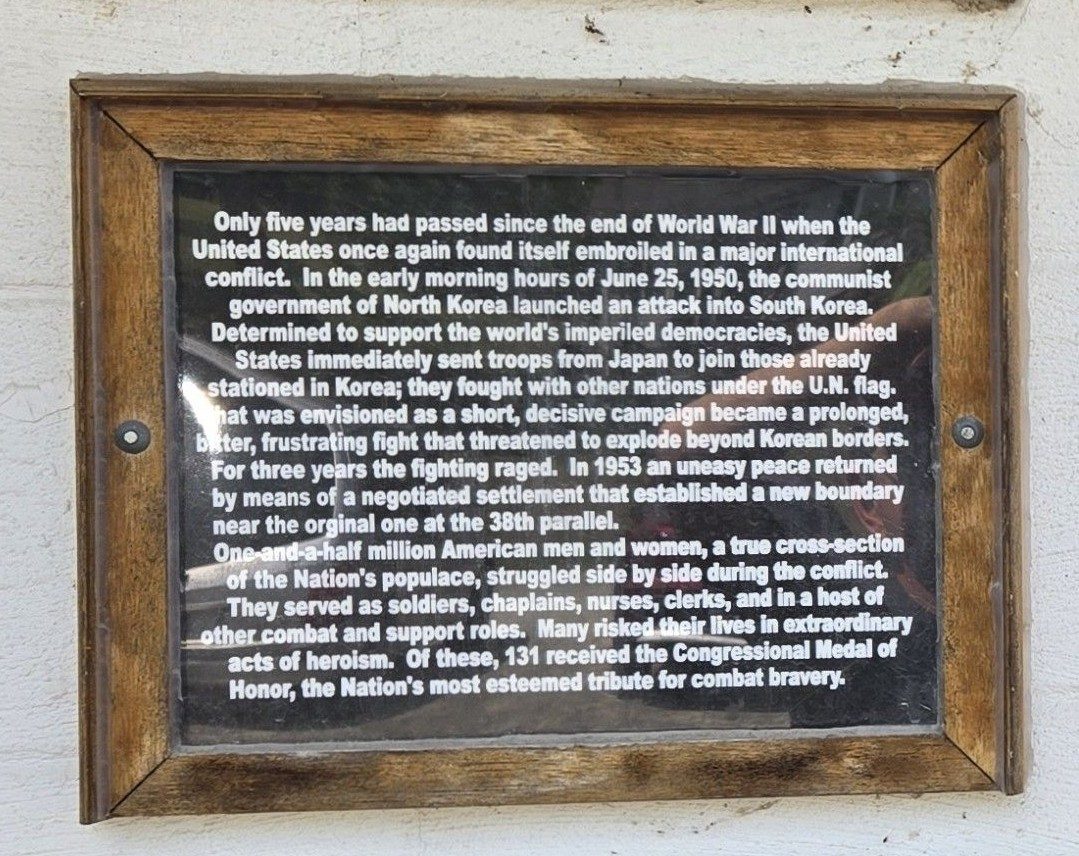 Only five years had passed since the end of World War II when the
United States once again found itself embroiled in a major international
conflict. In the early morning hours of June 25, 1950, the communist
government of North Korea launched an attack into South Korea.
Determined to support the world's imperiled democracies, the United
States immediately sent troops from Japan to join those already
stationed in Korea; they fought with other nations under the U.N. flag.
What was envisioned as a short, decisive campaign became a prolonged,
bitter, frustrating fight that threatened to explode beyond Korean borders.
For three years the fighting raged. In 1953 an uneasy peace returned
by means of a negotiated settlement that established a new boundary
near the orginal one at the 38th parallel.
One-and-a-half million American men and women, a true cross-section
of the Nation's populace, struggled side by side during the conflict.
They served as soldiers, chaplains, nurses, clerks, and in a host of
other combat and support roles. Many risked their lives in extraordinary
acts of heroism. Of these, 131 received the Congressional Medal of
Honor, the Nation's most esteemed tribute for combat bravery.